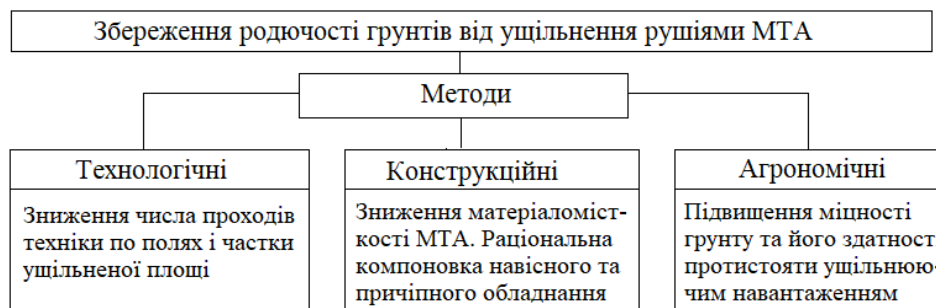 Збереження родючості грунтів від ущільнення рушіями МТА
Методи
Технологічні
Зниження числа проходів
техніки по полях і частки
ущільненої площі
Конструкційні
Зниження матеріаломіст-
кості МТА. Раціональна
компоновка навісного та
причіпного обладнання
Агрономічні
Підвищення міцності
грунту та його здатност
протистояти ущільнюю-
чим навантаженням